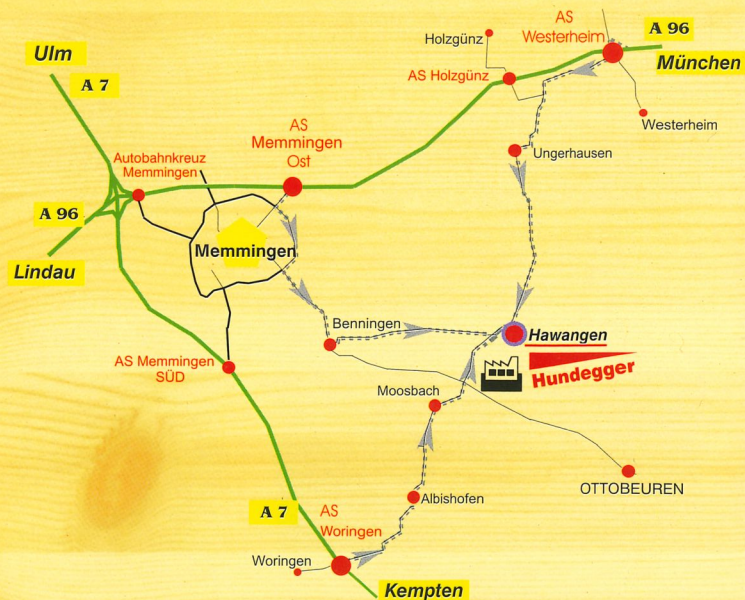 AS
Westerheim
A 96
München
Holzgünz
AS Holzgünz
Ulm
A 7
Westerheim
AS
Memmingen
Ost
Ungerhausen
Autobahnkreuz
Memmingen
A 96
Lindau
Memmingen
Benningen
Hawangen
Hundegger
AS Memmingen
SÜD
Moosbach
OTTOBEUREN
Albishofen
A 7
AS
Woringen
Woringen
Kempten